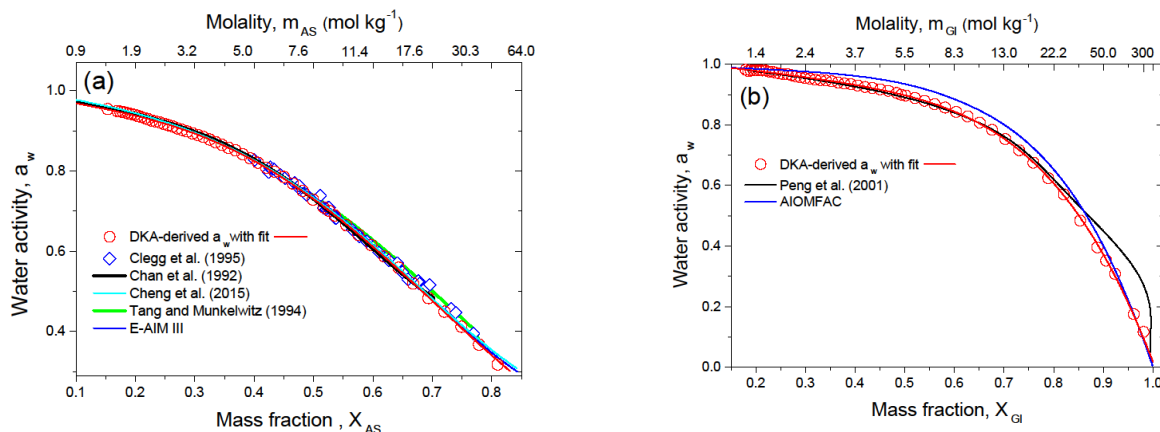 Molality, m_AS (mol kg⁻¹)
0.9 1.9 3.2 5.0 7.6 11.4 17.6 30.3 64.0
(a)
1.0
0.8
0.6
0.4
Water activity, a_w
DKA-derived a_w with fit
Clegg et al. (1995)
Chan et al. (1992)
Cheng et al. (2015)
Tang and Munkelwitz (1994)
E-AIM III
0.1 0.2 0.3 0.4 0.5 0.6 0.7 0.8 0.9
Mass fraction , X_AS
Molality, m_Gl (mol kg⁻¹)
1.4 2.4 3.7 5.5 8.3 13.0 22.2 50.0 300
(b)
1.0
0.8
0.6
0.4
0.2
0.0
Water activity, a_w
DKA-derived a_w with fit
Peng et al. (2001)
AIOMFAC
0.2 0.3 0.4 0.5 0.6 0.7 0.8 0.9 1.0
Mass fraction, X_Gl